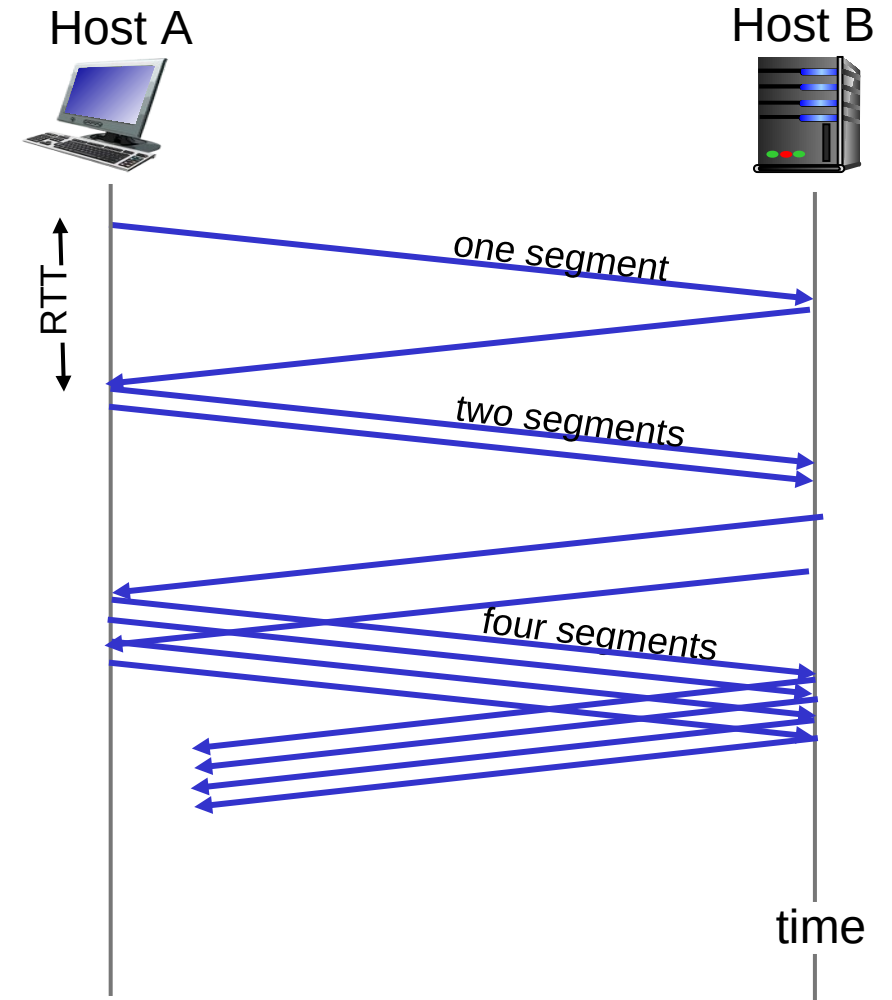 Host A
Host B
one segment
RTT
two segments
four segments
time